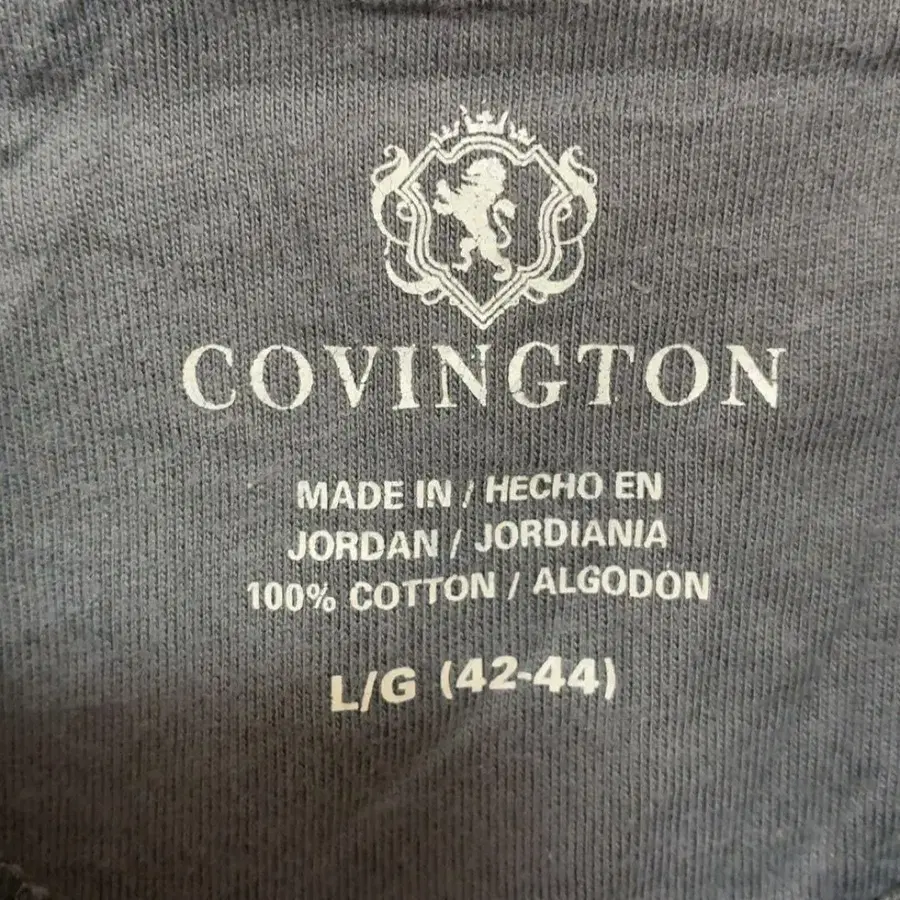 COVINGTON
MADE IN / HECHO EN
JORDAN / JORDIANIA
100% COTTON / ALGODON
L/G (42-44)